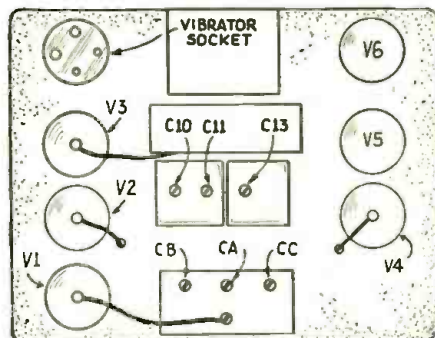 VIBRATOR
SOCKET
V6
V3
C10 C11 C13
V5
V2
CB CA CC
V4
V1